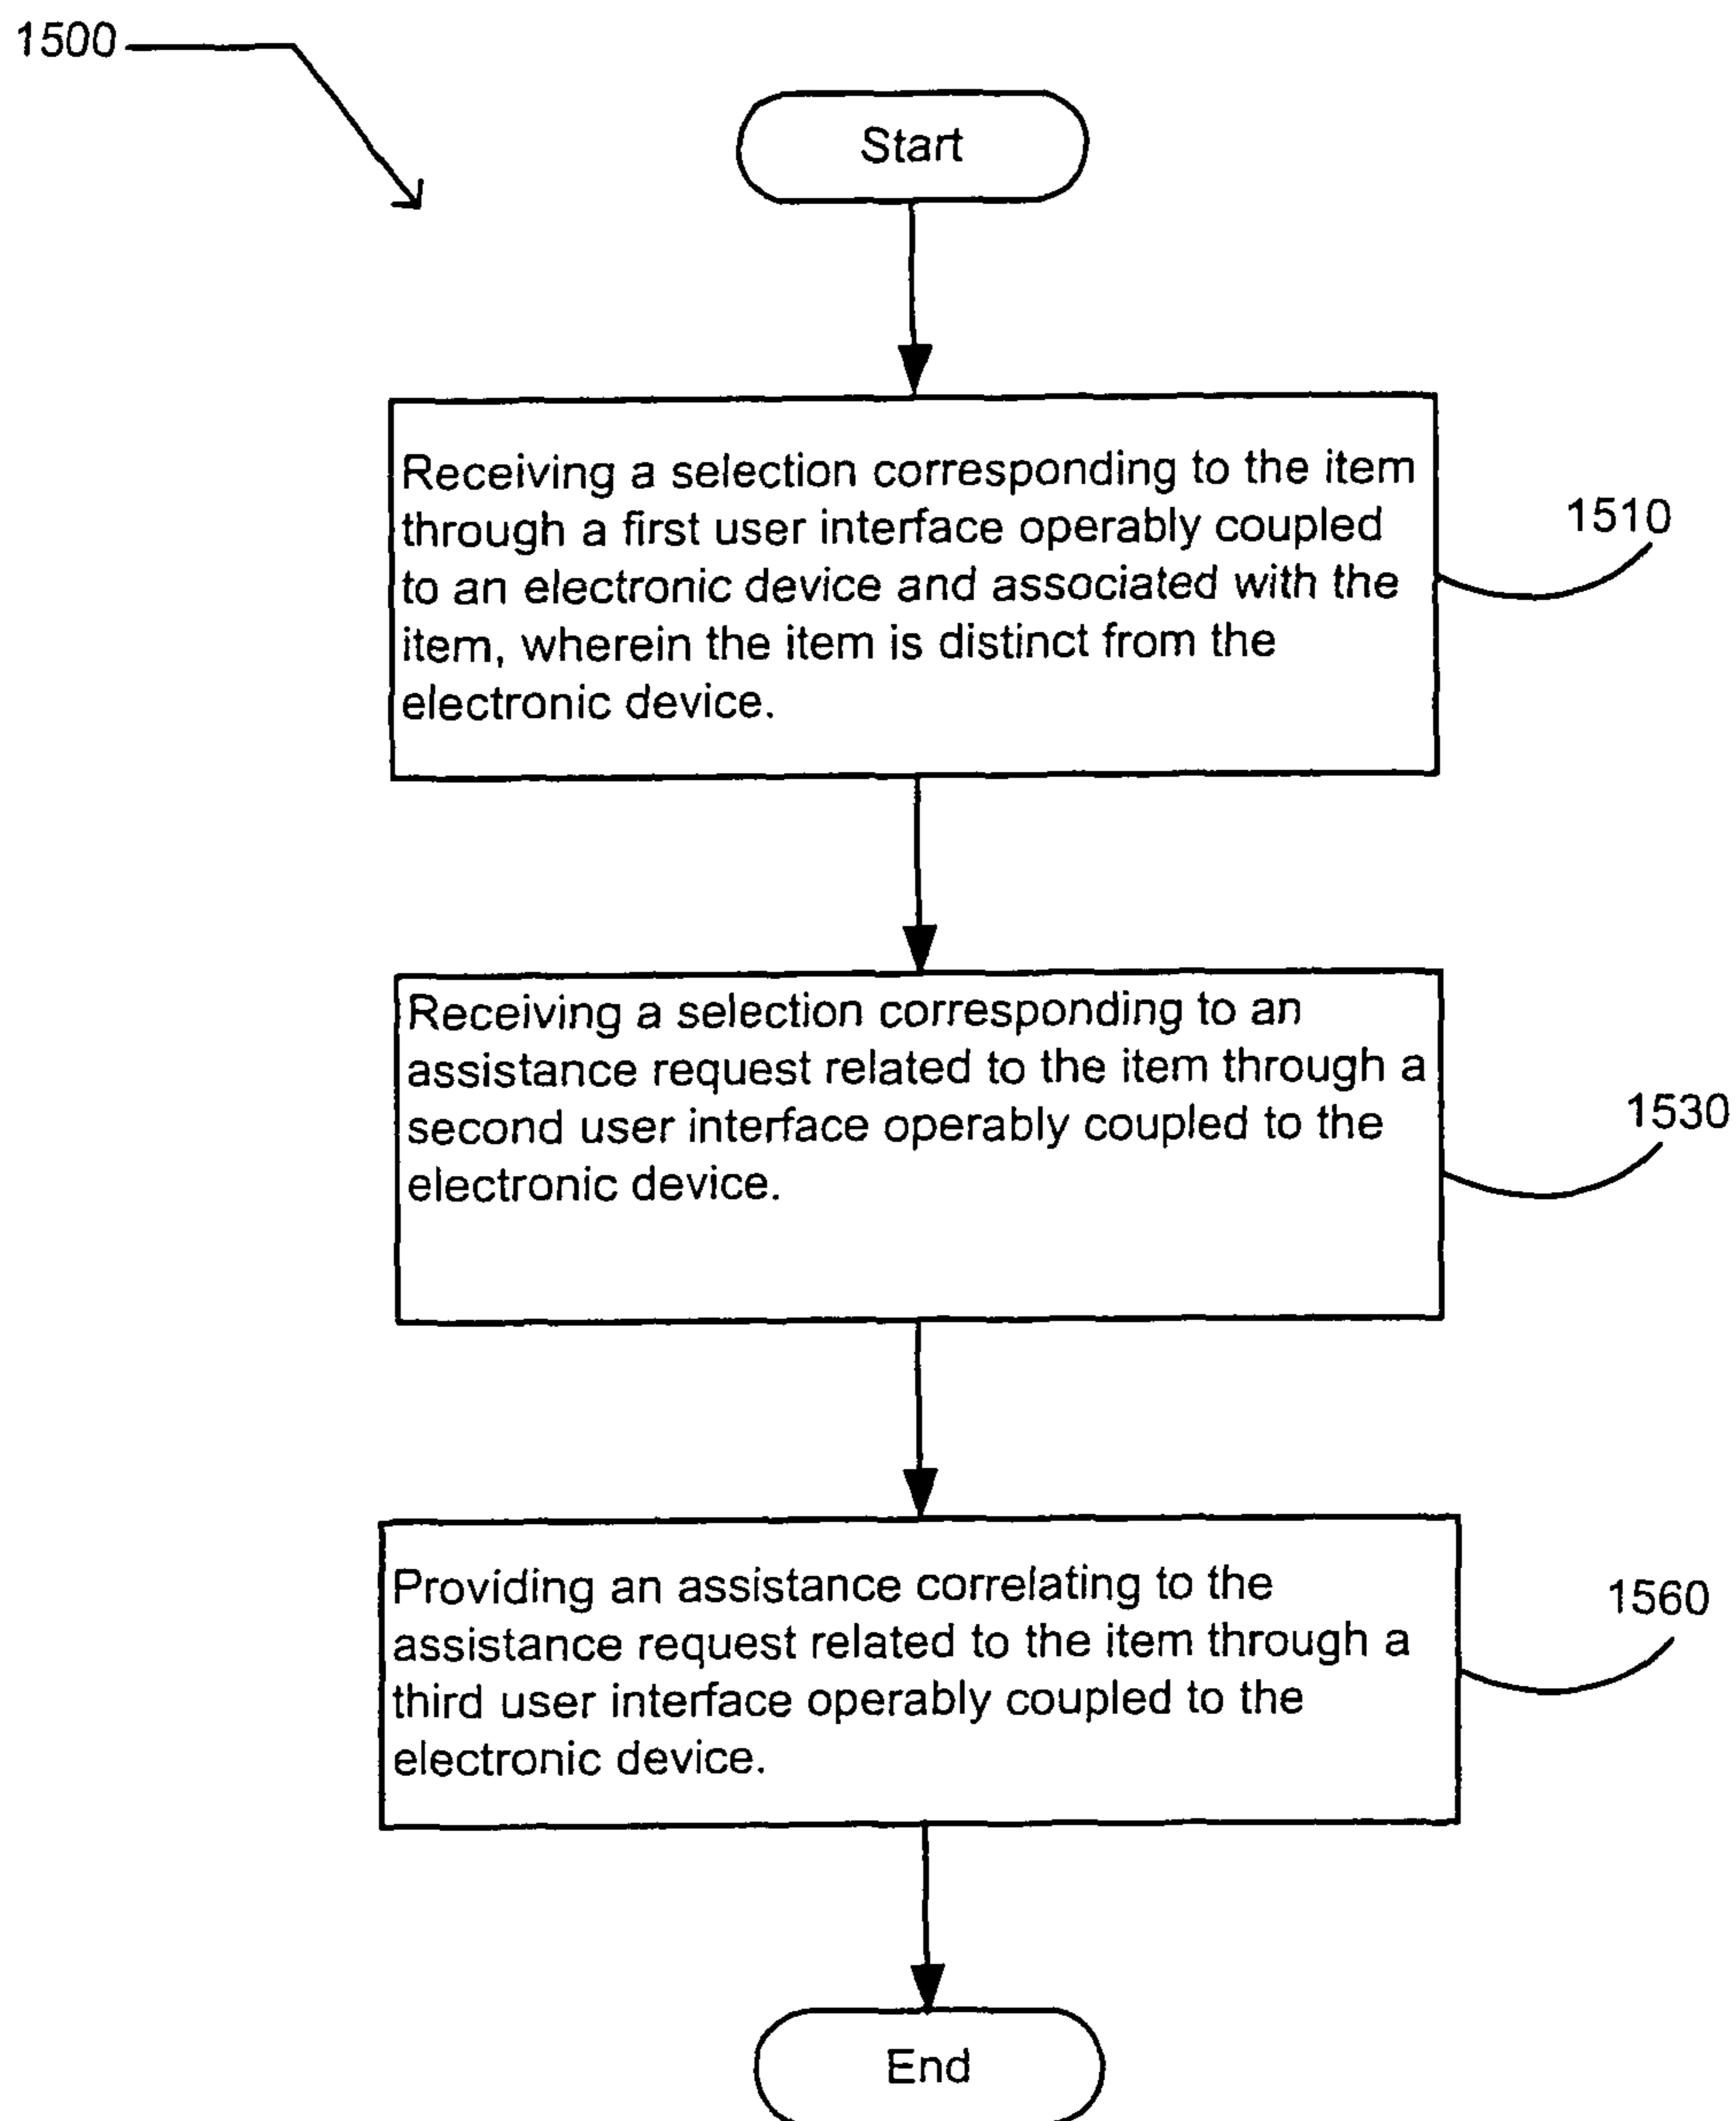 1500
Start
Receiving a selection corresponding to the item
through a first user interface operably coupled
to an electronic device and associated with the
item, wherein the item is distinct from the
electronic device.
1510
Receiving a selection corresponding to an
assistance request related to the item through a
second user interface operably coupled to the
electronic device.
1530
Providing an assistance correlating to the
assistance request related to the item through a
third user interface operably coupled to the
electronic device.
1560
End